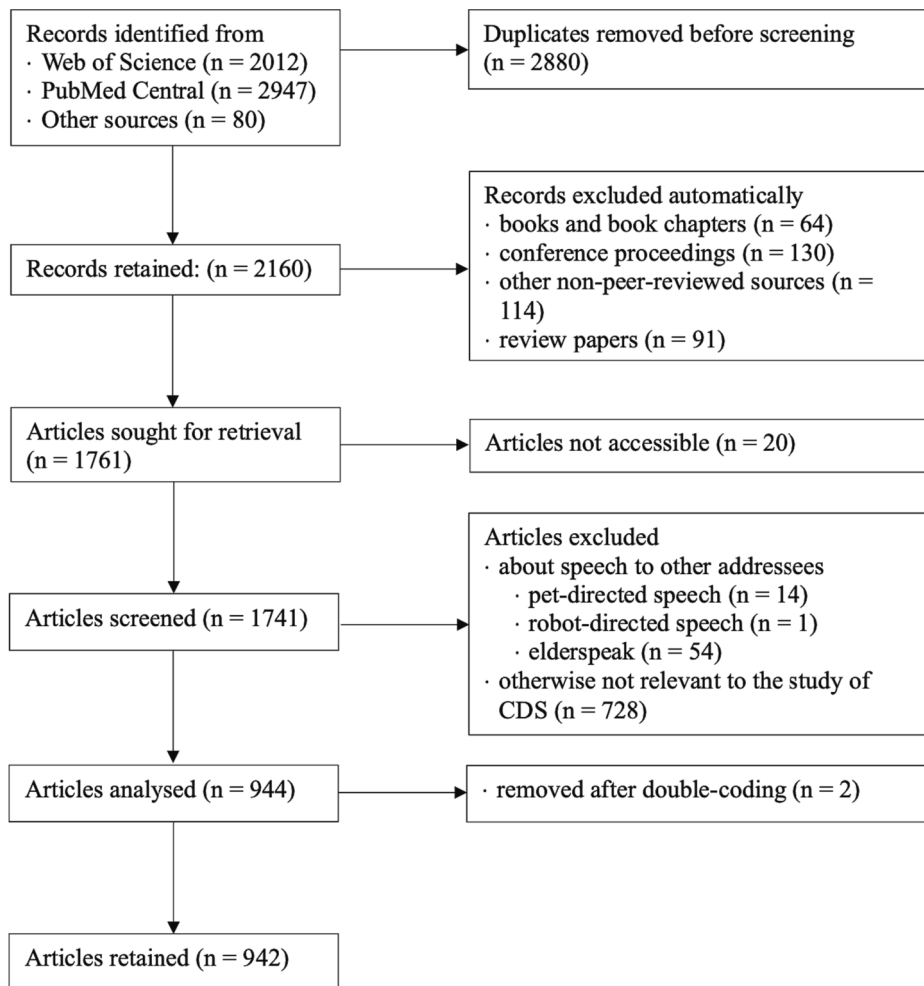 Records identified from
· Web of Science (n = 2012)
· PubMed Central (n = 2947)
· Other sources (n = 80)
Duplicates removed before screening
(n = 2880)
Records retained: (n = 2160)
Records excluded automatically
· books and book chapters (n = 64)
· conference proceedings (n = 130)
· other non-peer-reviewed sources (n =
114)
· review papers (n = 91)
Articles sought for retrieval
(n = 1761)
Articles not accessible (n = 20)
Articles screened (n = 1741)
Articles excluded
· about speech to other addressees
· pet-directed speech (n = 14)
· robot-directed speech (n = 1)
· elderspeak (n = 54)
· otherwise not relevant to the study of
CDS (n = 728)
Articles analysed (n = 944)
· removed after double-coding (n = 2)
Articles retained (n = 942)